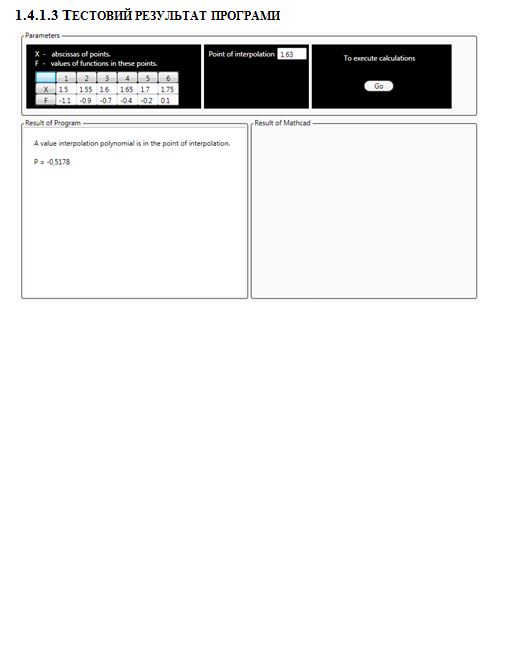 1.4.1.3 ТЕСТОВИЙ РЕЗУЛЬТАТ ПРОГРАМИ
Parameters
X - abscissas of points.
F - values of functions in these points.
1 2 3 4 5 6
X 1.5 1.55 1.6 1.65 1.7 1.75
F -1.1 -0.9 -0.7 -0.4 -0.2 0.1
Point of interpolation 1.63
To execute calculations
Go
Result of Program
A value interpolation polynomial is in the point of interpolation.
P = -0,5178
Result of Mathcad